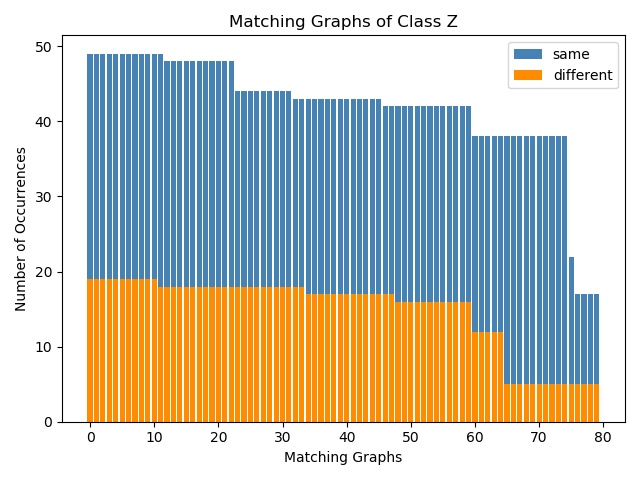 Matching Graphs of Class Z
same
different
Number of Occurrences
50
40
30
20
10
0
0 10 20 30 40 50 60 70 80
Matching Graphs